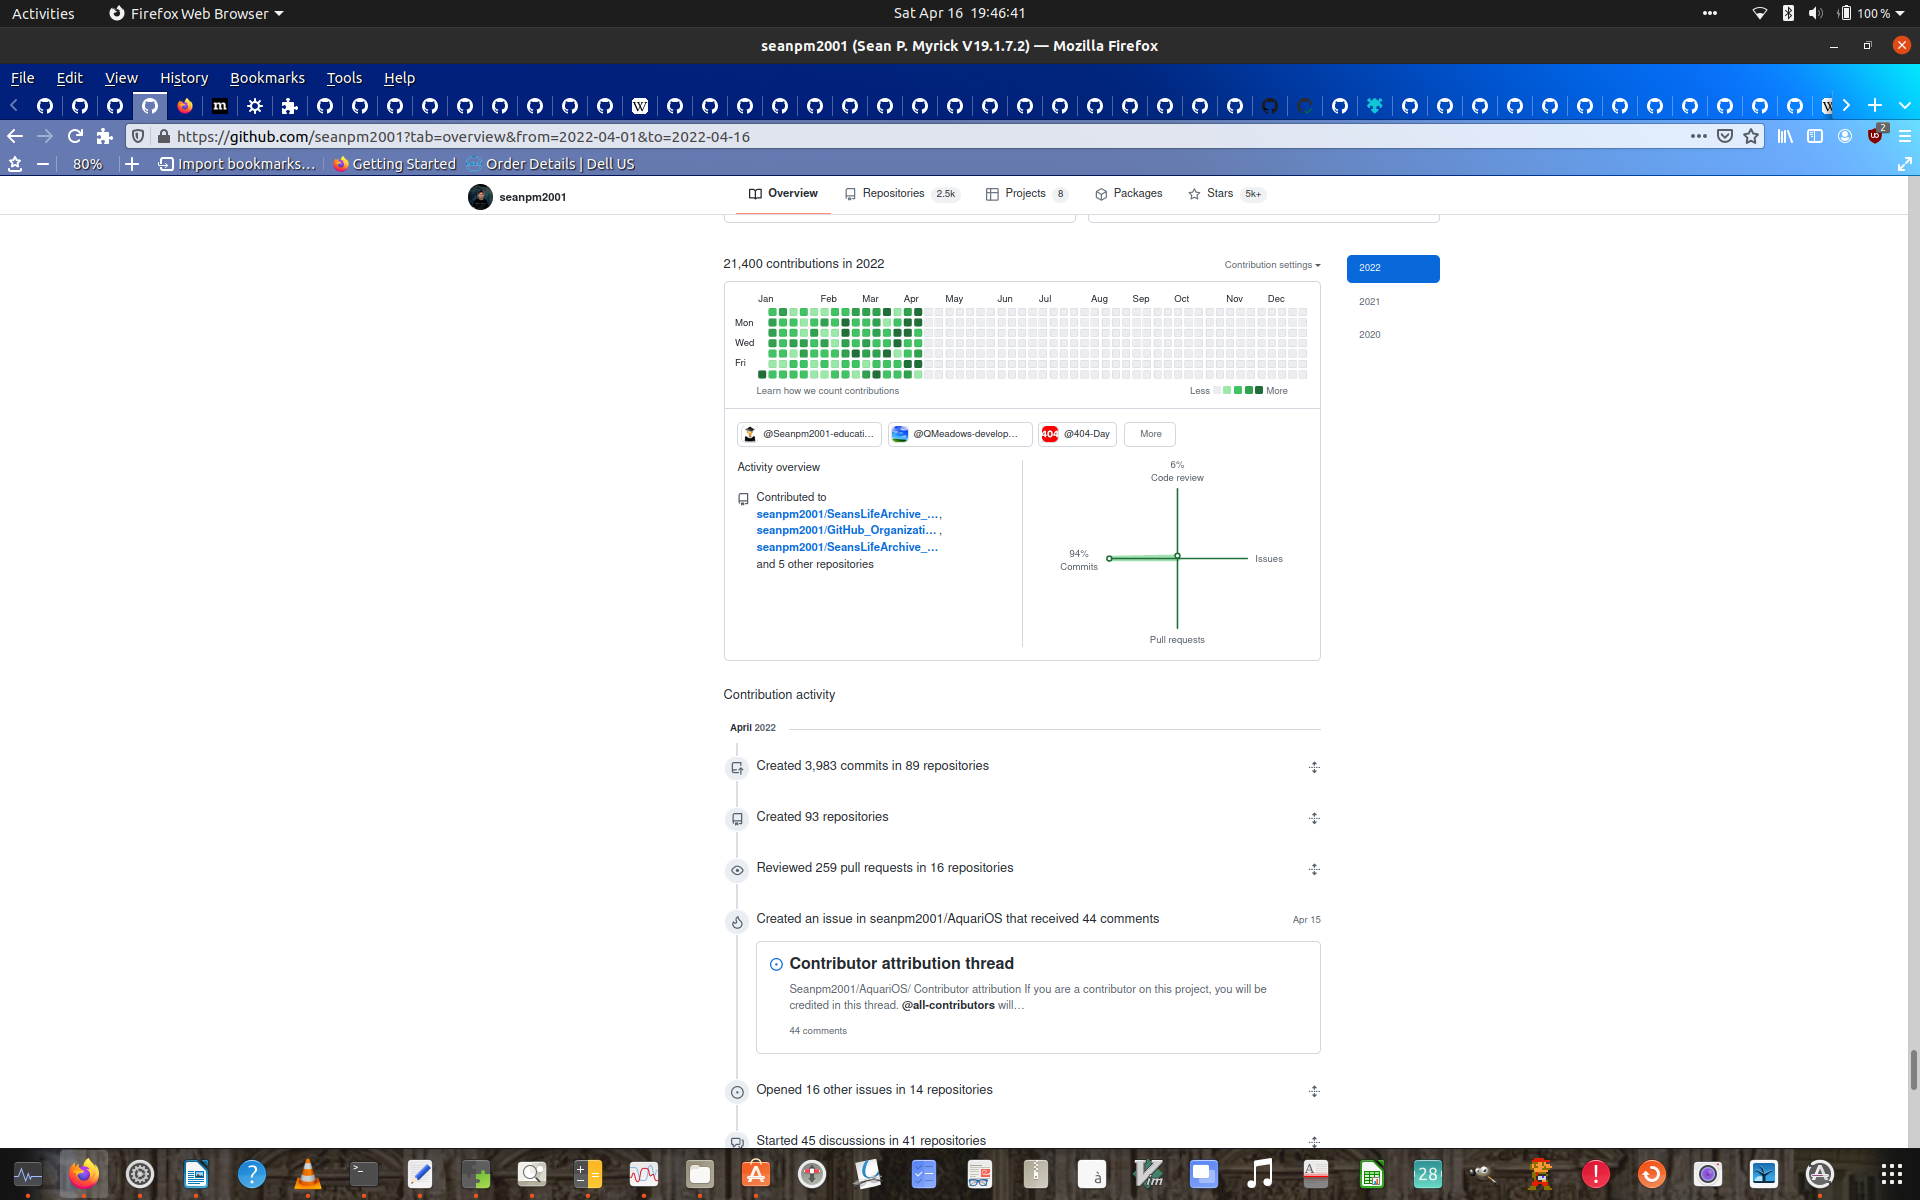 Activities
Firefox Web Browser
Sat Apr 16 19:46:41
100 %
seanpm2001 (Sean P. Myrick V19.1.7.2) — Mozilla Firefox
File Edit View History Bookmarks Tools Help
https://github.com/seanpm2001?tab=overview&from=2022-04-01&to=2022-04-16
2
80%
Import bookmarks...
Getting Started
Order Details | Dell US
seanpm2001
Overview
Repositories 2.5k
Projects 8
Packages
Stars 5k+
21,400 contributions in 2022
Contribution settings
2022
2021
2020
Jan Feb Mar Apr May Jun Jul Aug Sep Oct Nov Dec
Mon
Wed
Fri
Learn how we count contributions
Less
More
@Seanpm2001-educati...
@QMeadows-develop...
404 @404-Day
More
Activity overview
Contributed to
seanpm2001/SeansLifeArchive_... ,
seanpm2001/GitHub_Organizati... ,
seanpm2001/SeansLifeArchive_...
and 5 other repositories
6%
Code review
94%
Commits
Issues
Pull requests
Contribution activity
April 2022
Created 3,983 commits in 89 repositories
Created 93 repositories
Reviewed 259 pull requests in 16 repositories
Created an issue in seanpm2001/AquariOS that received 44 comments
Apr 15
Contributor attribution thread
Seanpm2001/AquariOS/ Contributor attribution If you are a contributor on this project, you will be
credited in this thread. @all-contributors will...
44 comments
Opened 16 other issues in 14 repositories
Started 45 discussions in 41 repositories
28